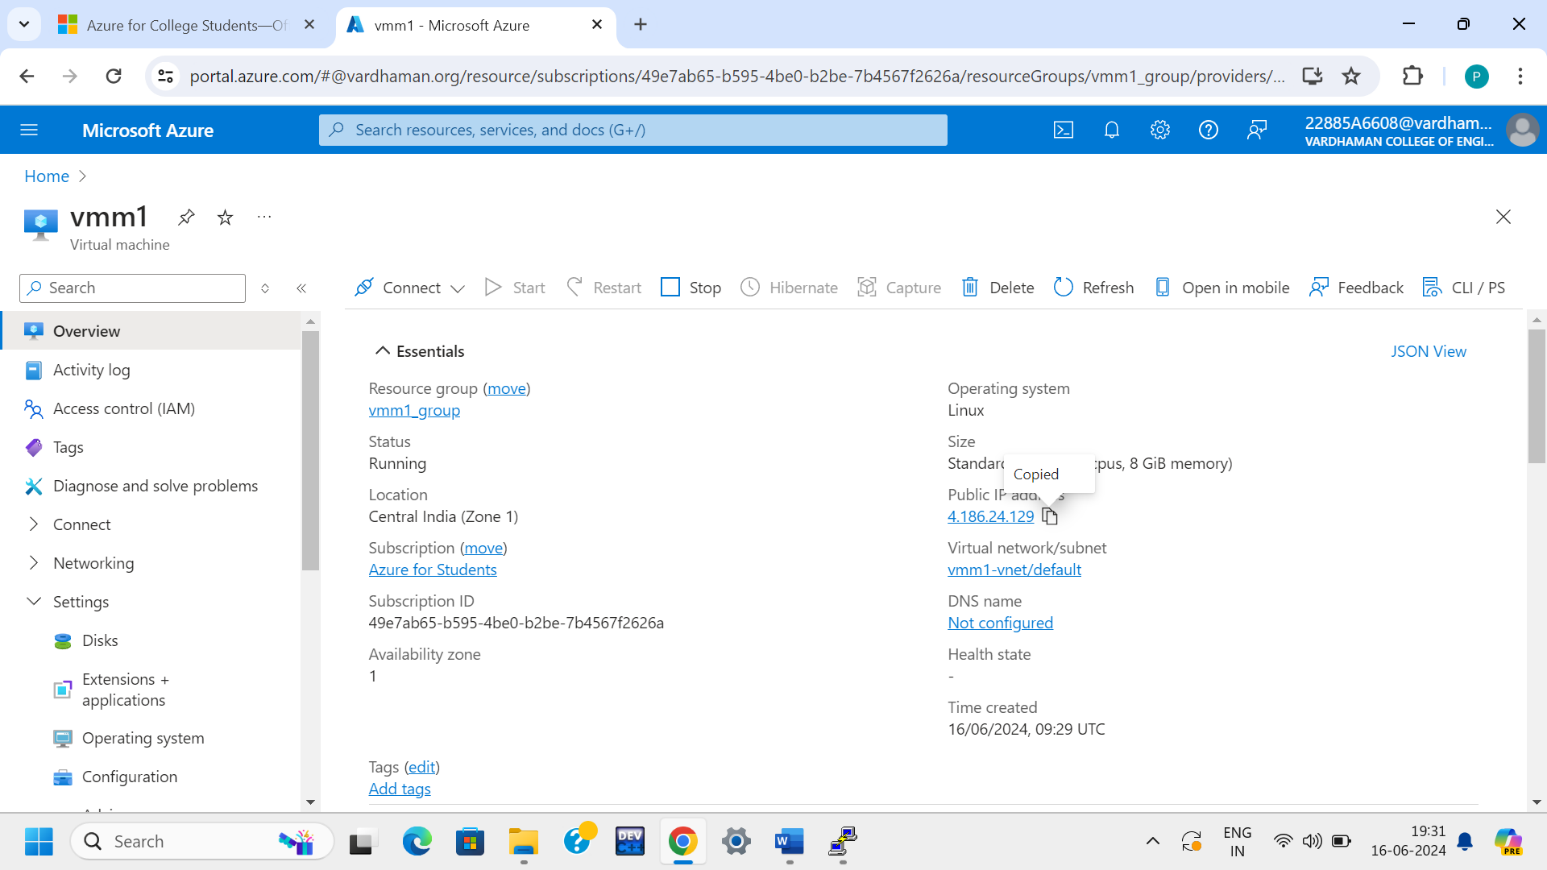 Azure for College Students—Of
vmm1 - Microsoft Azure
portal.azure.com/#@vardhaman.org/resource/subscriptions/49e7ab65-b595-4be0-b2be-7b4567f2626a/resourceGroups/vmm1_group/providers/...
P
Microsoft Azure
Search resources, services, and docs (G+/)
22885A6608@vardham...
VARDHAMAN COLLEGE OF ENGI...
Home
vmm1
Virtual machine
Search
Connect
Start
Restart
Stop
Hibernate
Capture
Delete
Refresh
Open in mobile
Feedback
CLI / PS
Overview
Activity log
Access control (IAM)
Tags
Diagnose and solve problems
Connect
Networking
Settings
Disks
Extensions +
applications
Operating system
Configuration
Essentials
JSON View
Resource group (move)
vmm1_group
Status
Running
Location
Central India (Zone 1)
Subscription (move)
Azure for Students
Subscription ID
49e7ab65-b595-4be0-b2be-7b4567f2626a
Availability zone
1
Operating system
Linux
Size
8 GiB memory)
Copied
Public IP
4.186.24.129
Virtual network/subnet
vmm1-vnet/default
DNS name
Not configured
Health state
-
Time created
16/06/2024, 09:29 UTC
Tags (edit)
Add tags
Search
DEV
C++
ENG
IN
19:31
16-06-2024
PRE